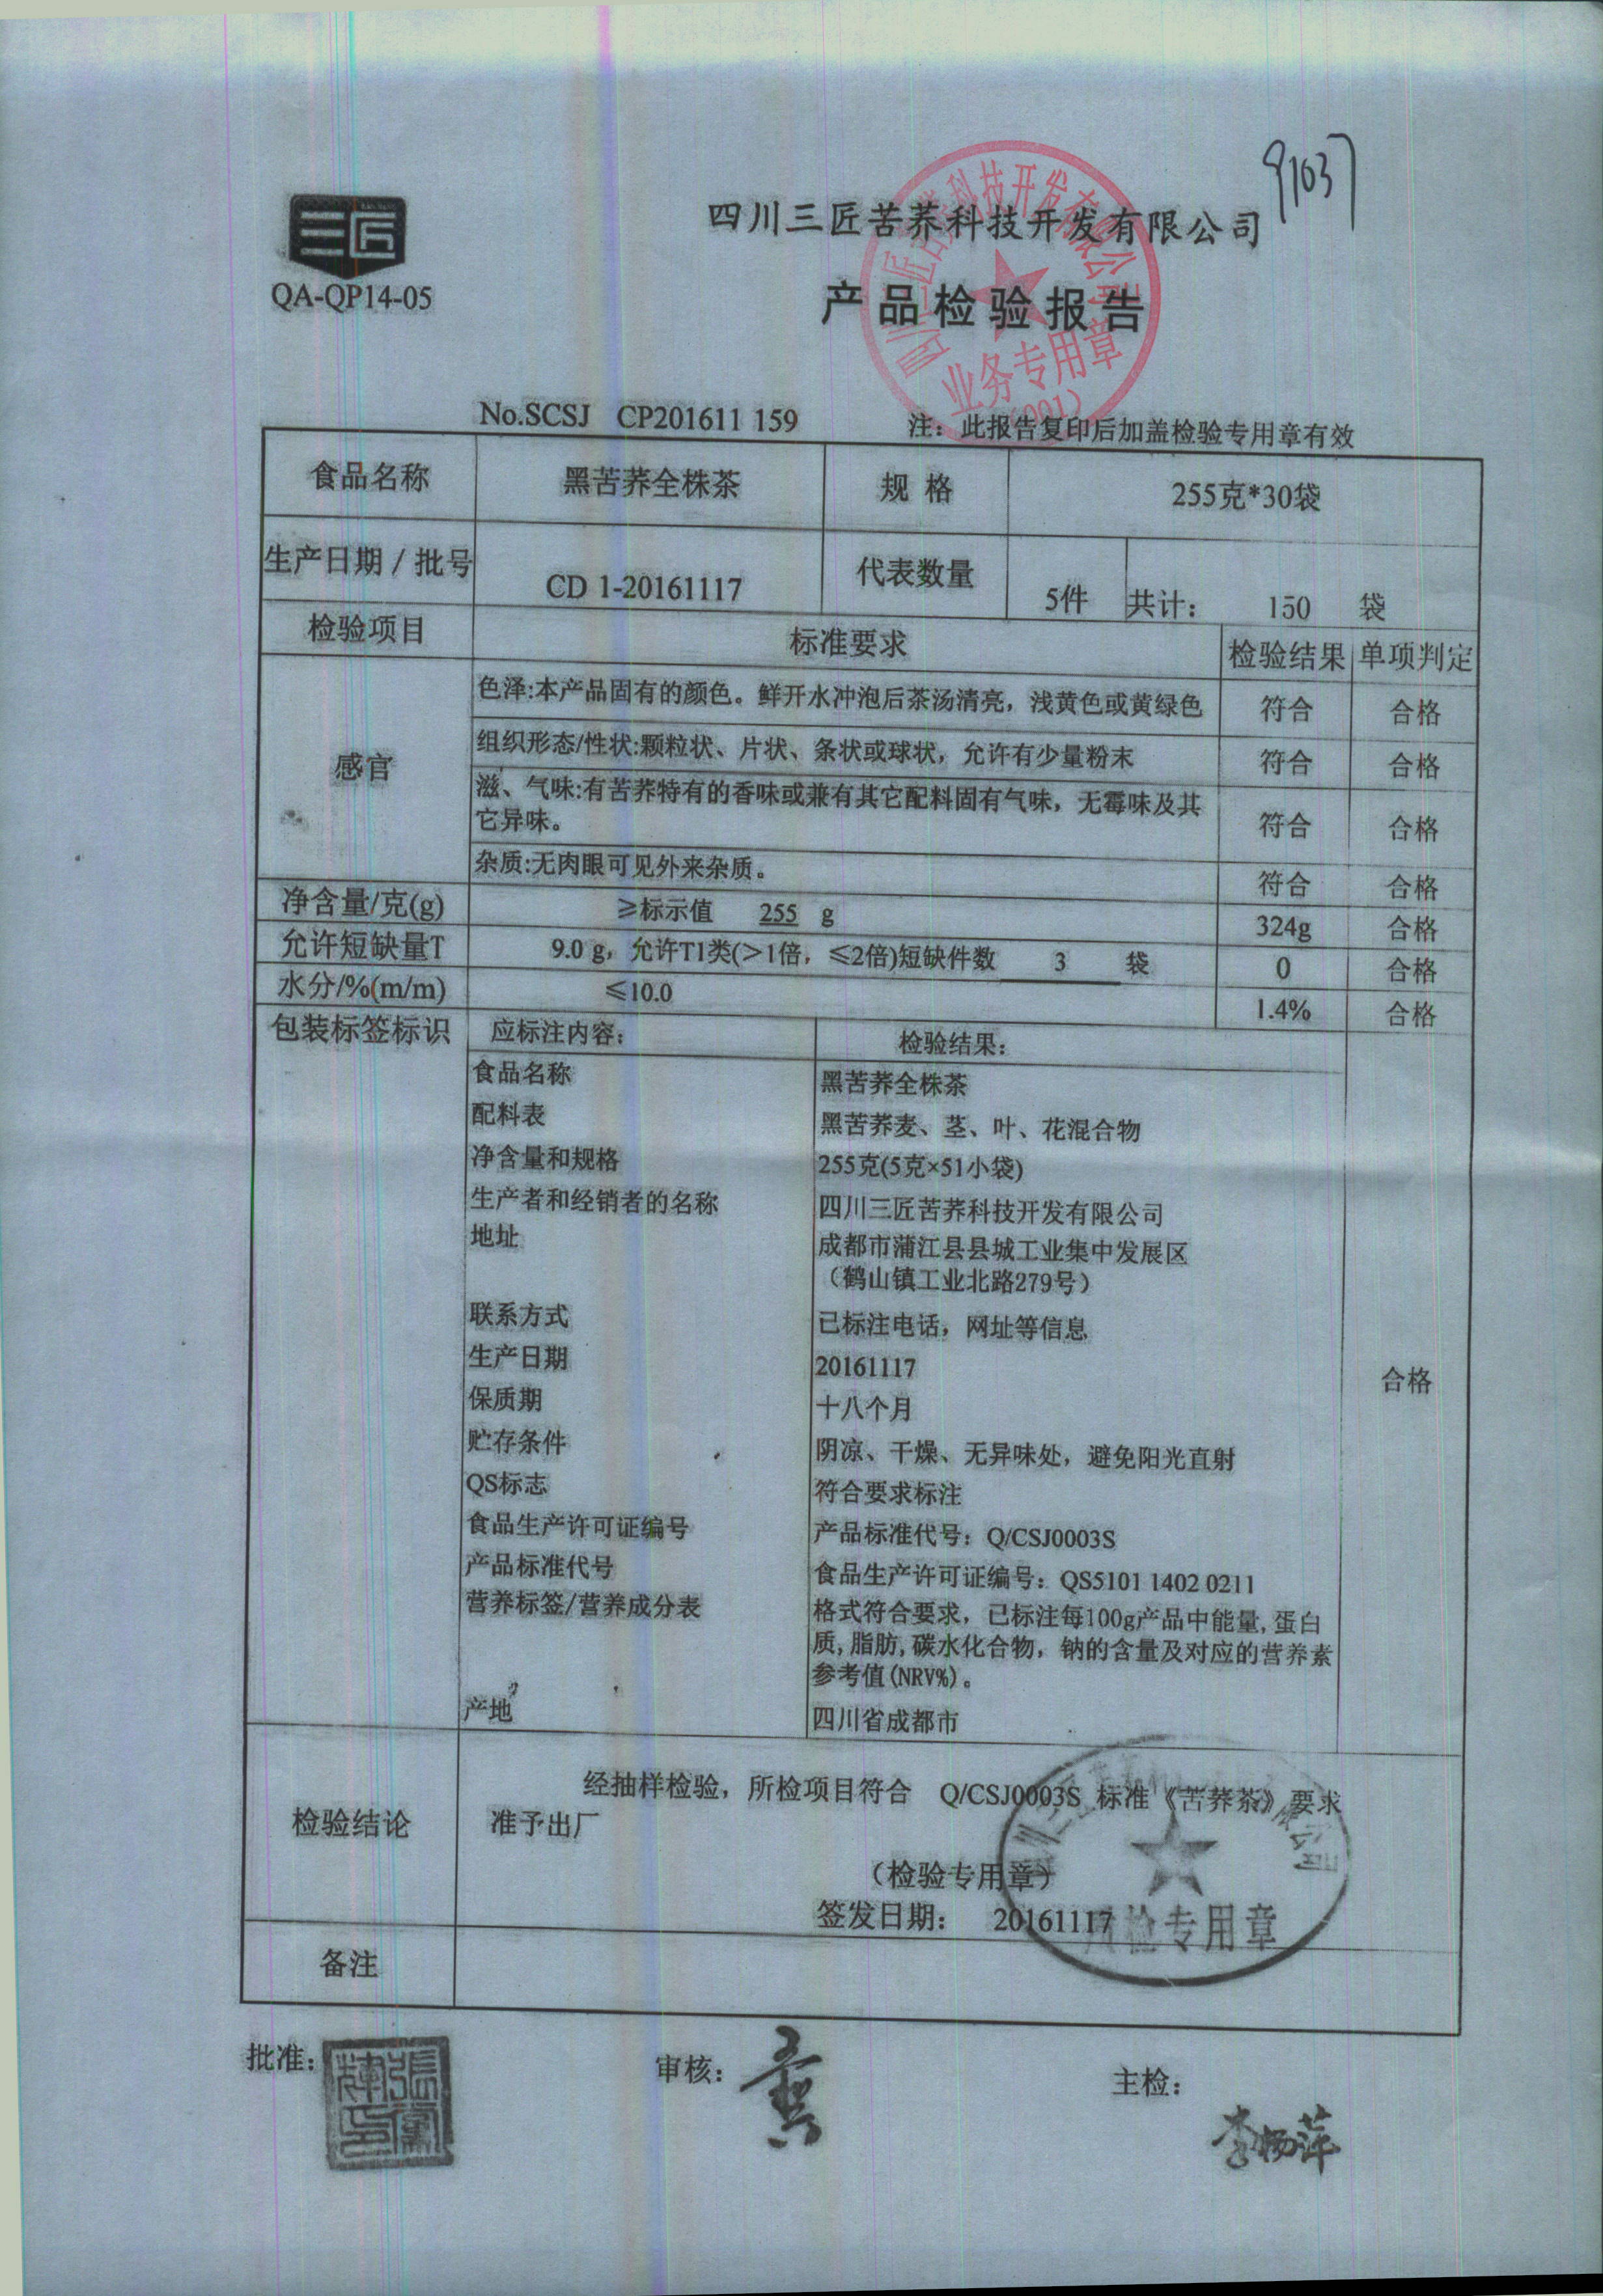 91037
三匠
四川三匠苦荞科技开发有限公司
QA-QP14-05
产品检验报告
业务专用章
(001)
No.SCSJ CP201611 159
注：此报告复印后加盖检验专用章有效
食品名称 黑苦荞全株茶 规 格 255克*30袋
生产日期 / 批号 CD 1-20161117 代表数量 5件 共计： 150 袋
检验项目 标准要求 检验结果 单项判定
感官
色泽:本产品固有的颜色。鲜开水冲泡后茶汤清亮，浅黄色或黄绿色 符合 合格
组织形态/性状:颗粒状、片状、条状或球状，允许有少量粉末 符合 合格
滋、气味:有苦荞特有的香味或兼有其它配料固有气味，无霉味及其
它异味。 符合 合格
杂质:无肉眼可见外来杂质。 符合 合格
净含量/克(g) ≥标示值 255 g 324g 合格
允许短缺量T 9.0 g，允许T1类(＞1倍，≤2倍)短缺件数 3 袋 0 合格
水分/%(m/m) ≤10.0 1.4% 合格
包装标签标识 应标注内容： 检验结果：
食品名称 黑苦荞全株茶
配料表 黑苦荞麦、茎、叶、花混合物
净含量和规格 255克(5克×51小袋)
生产者和经销者的名称 四川三匠苦荞科技开发有限公司
地址 成都市蒲江县县城工业集中发展区
（鹤山镇工业北路279号）
联系方式 已标注电话，网址等信息
生产日期 20161117
合格
保质期 十八个月
贮存条件 阴凉、干燥、无异味处，避免阳光直射
QS标志 符合要求标注
食品生产许可证编号 产品标准代号：Q/CSJ0003S
产品标准代号 食品生产许可证编号：QS5101 1402 0211
营养标签/营养成分表 格式符合要求，已标注每100g产品中能量,蛋白
质,脂肪,碳水化合物，钠的含量及对应的营养素
参考值(NRV%)。
产地 四川省成都市
检验结论
经抽样检验，所检项目符合 Q/CSJ0003S 标准《苦荞茶》要求
准予出厂
（检验专用章）
签发日期： 20161117
质检专用章
备注
批准： 审核： 主检：
李杨萍